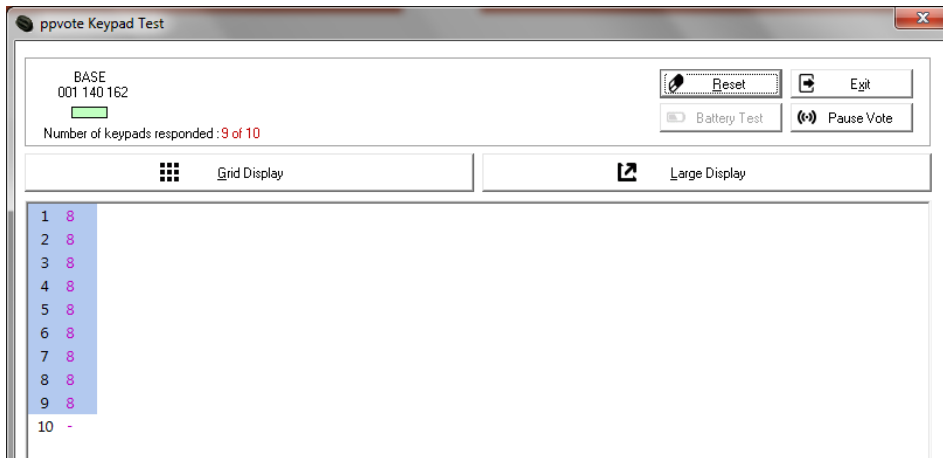 ppvote Keypad Test
x
BASE
001 140 162
Number of keypads responded :9 of 10
Reset
Exit
Battery Test
Pause Vote
Grid Display
Large Display
1 8
2 8
3 8
4 8
5 8
6 8
7 8
8 8
9 8
10 -